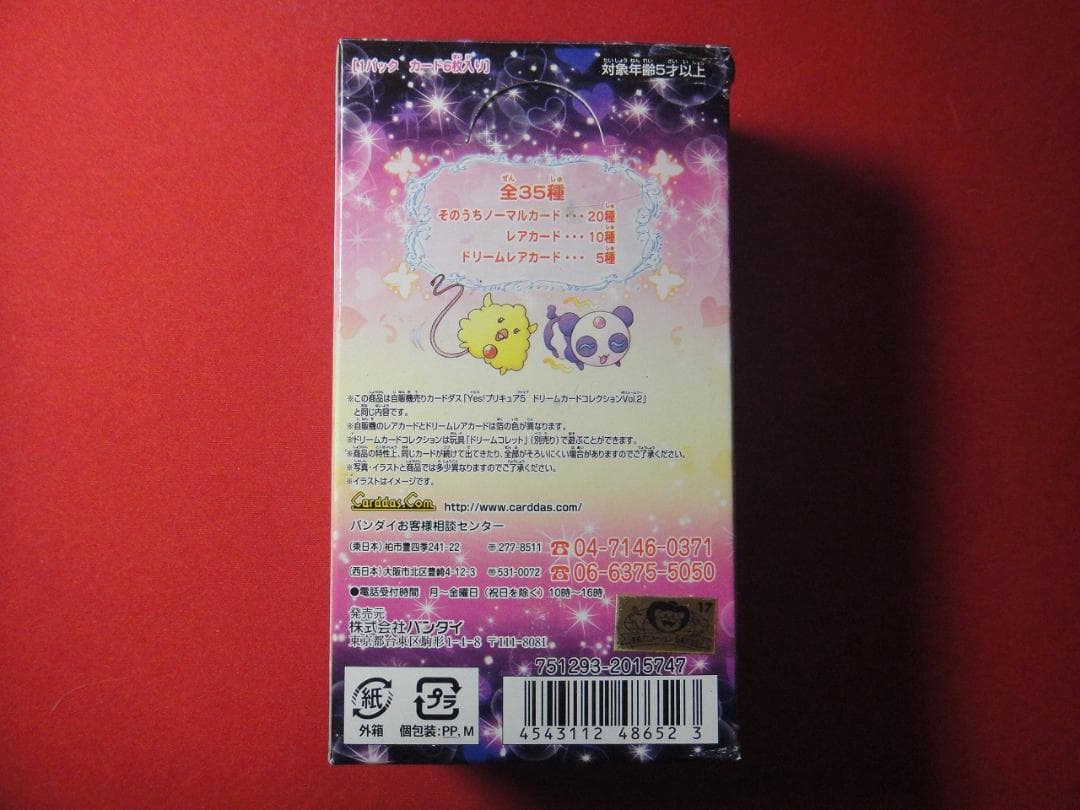 [1パック カード6枚入り]
対象年齢5才以上
全35種
そのうちノーマルカード・・・20種
レアカード・・・10種
ドリームレアカード・・・ 5種
※この商品は自販機売りカードダス「Yes!プリキュア5 ドリームカードコレクションVol.2」
と同じ内容です。
※自販機のレアカードとドリームレアカードは箔の色が異なります。
※ドリームカードコレクションは玩具「ドリームコレット」(別売り)で遊ぶことができます。
※商品の特性上、同じカードが続けて出てきたり、全部がそろいにくい場合がありますのでご了承ください。
※写真・イラストと商品では多少異なりますのでご了承ください。
※イラストはイメージです。
Carddas.Com http://www.carddas.com/
バンダイお客様相談センター
(東日本)柏市豊四季241-22 〒277-8511 ☎04-7146-0371
(西日本)大阪市北区豊崎4-12-3 〒531-0072 ☎06-6375-5050
●電話受付時間 月〜金曜日(祝日を除く)10時〜16時
発売元
株式会社バンダイ
東京都台東区駒形1-4-8 〒111-8081
17
751293-2015747
紙
外箱
プラ
個包装:PP, M
4543112 48652 3